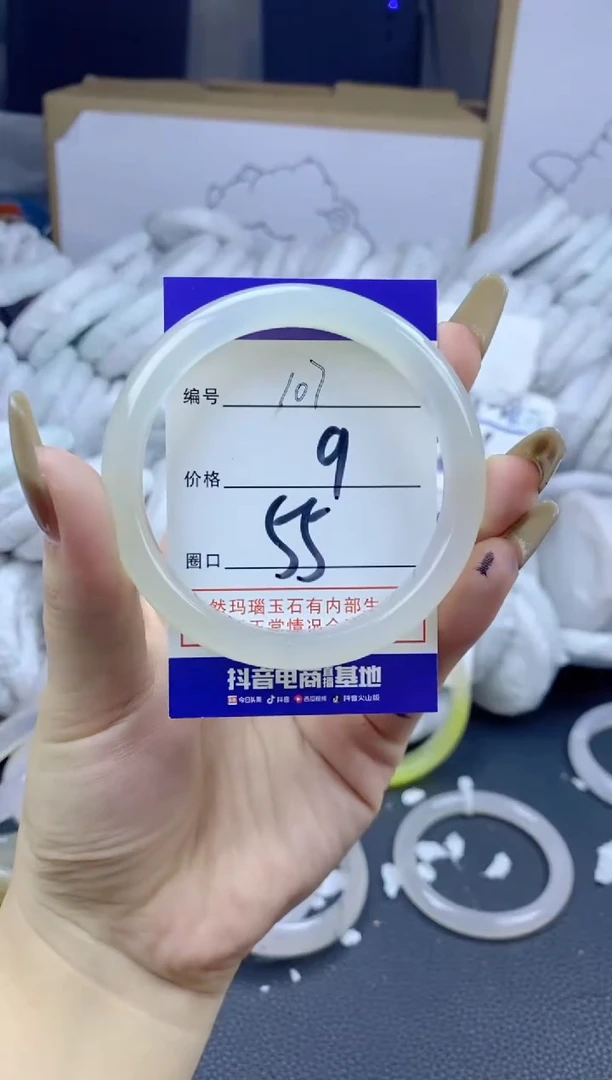 编号 107
价格 9
圈口 55
然玛瑙玉石有内部生
正常情况
抖音电商直播基地
今日头条 抖音 西瓜视频 抖音火山版